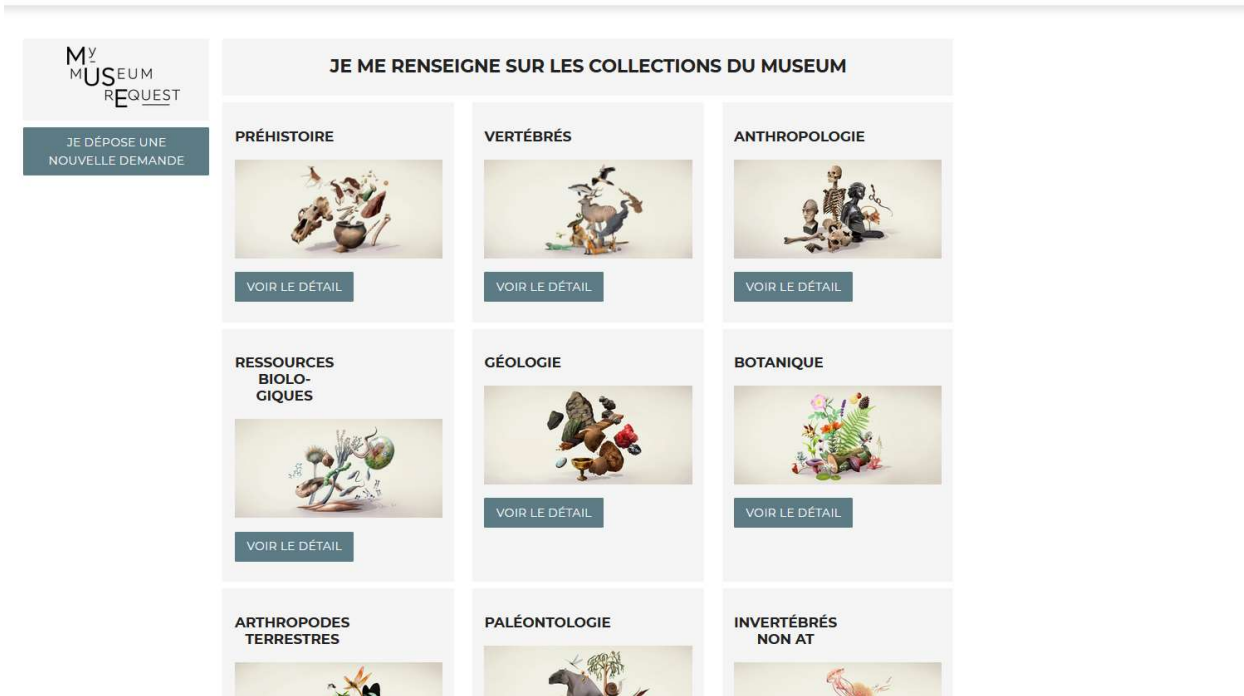 My
MUSEUM
REQUEST
JE DÉPOSE UNE
NOUVELLE DEMANDE
JE ME RENSEIGNE SUR LES COLLECTIONS DU MUSEUM
PRÉHISTOIRE
VOIR LE DÉTAIL
VERTÉBRÉS
VOIR LE DÉTAIL
ANTHROPOLOGIE
VOIR LE DÉTAIL
RESSOURCES
BIOLO-
GIQUES
VOIR LE DÉTAIL
GÉOLOGIE
VOIR LE DÉTAIL
BOTANIQUE
VOIR LE DÉTAIL
ARTHROPODES
TERRESTRES
PALÉONTOLOGIE
INVERTÉBRÉS
NON AT